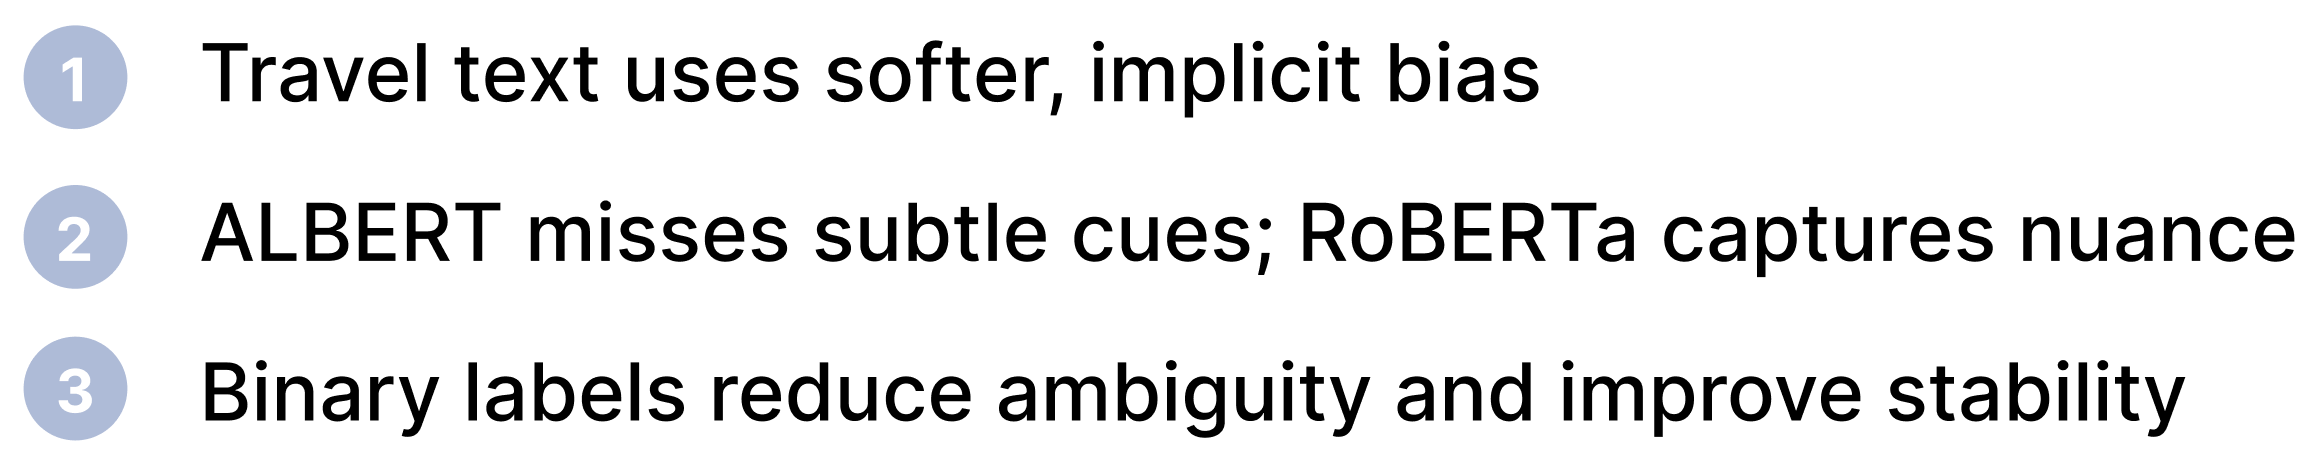 1 Travel text uses softer, implicit bias
2 ALBERT misses subtle cues; RoBERTa captures nuance
3 Binary labels reduce ambiguity and improve stability